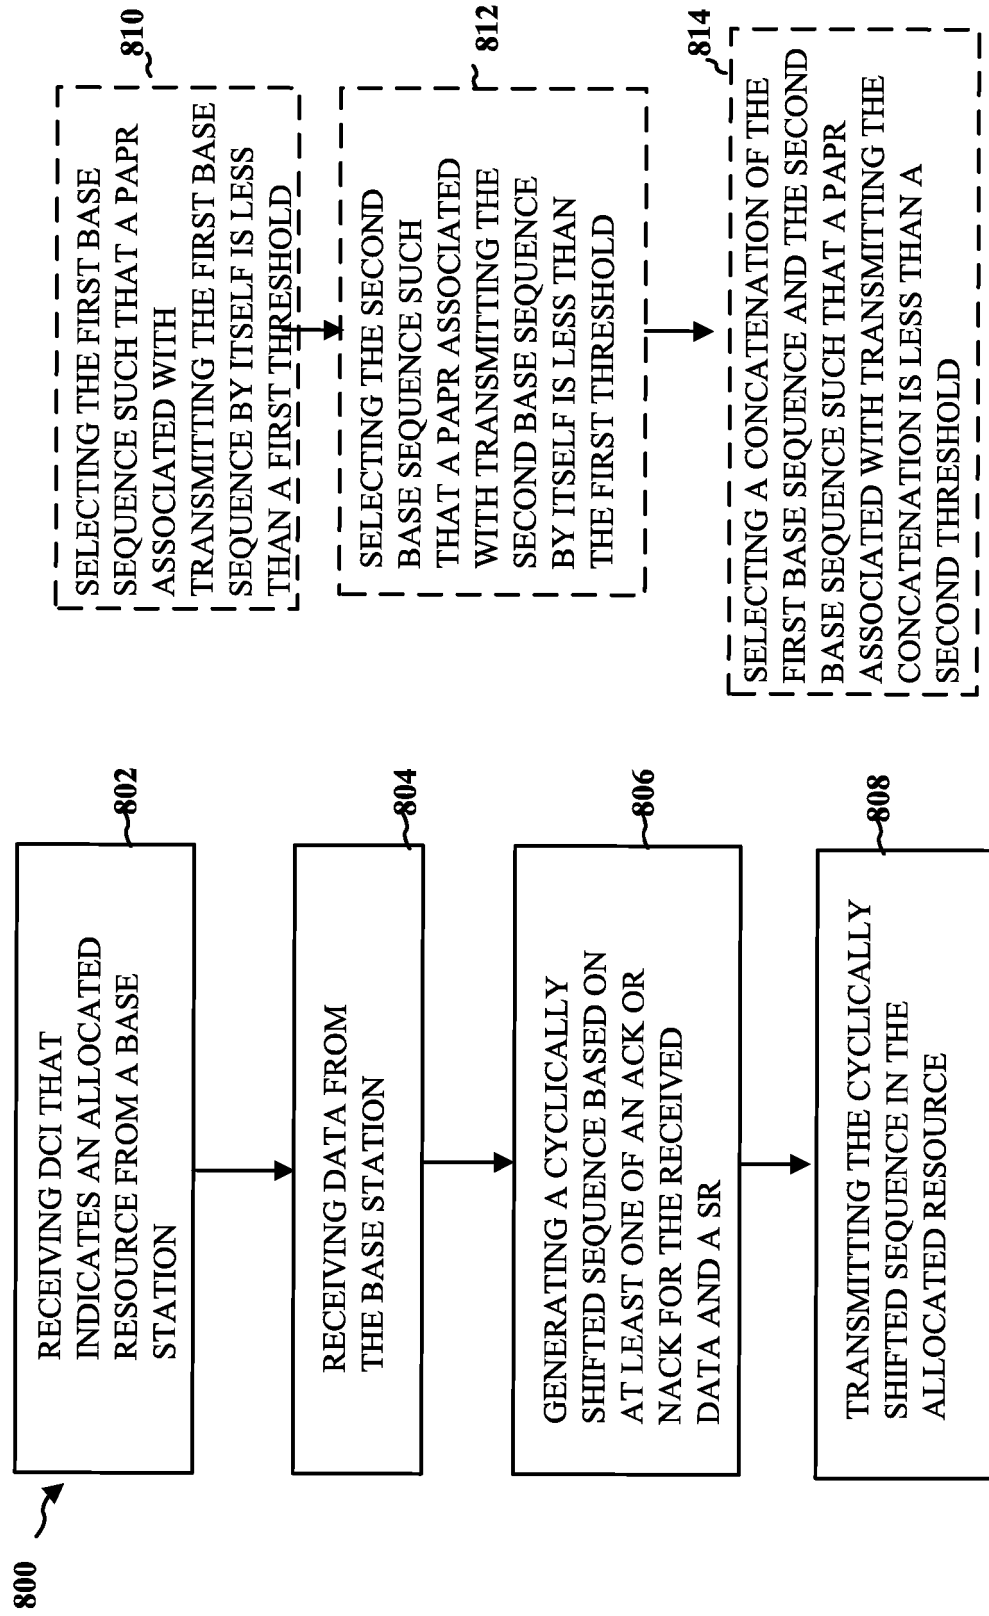 800
802
RECEIVING DCI THAT
INDICATES AN ALLOCATED
RESOURCE FROM A BASE
STATION
804
RECEIVING DATA FROM
THE BASE STATION
806
GENERATING A CYCLICALLY
SHIFTED SEQUENCE BASED ON
AT LEAST ONE OF AN ACK OR
NACK FOR THE RECEIVED
DATA AND A SR
808
TRANSMITTING THE CYCLICALLY
SHIFTED SEQUENCE IN THE
ALLOCATED RESOURCE
810
SELECTING THE FIRST BASE
SEQUENCE SUCH THAT A PAPR
ASSOCIATED WITH
TRANSMITTING THE FIRST BASE
SEQUENCE BY ITSELF IS LESS
THAN A FIRST THRESHOLD
812
SELECTING THE SECOND
BASE SEQUENCE SUCH
THAT A PAPR ASSOCIATED
WITH TRANSMITTING THE
SECOND BASE SEQUENCE
BY ITSELF IS LESS THAN
THE FIRST THRESHOLD
814
SELECTING A CONCATENATION OF THE
FIRST BASE SEQUENCE AND THE SECOND
BASE SEQUENCE SUCH THAT A PAPR
ASSOCIATED WITH TRANSMITTING THE
CONCATENATION IS LESS THAN A
SECOND THRESHOLD